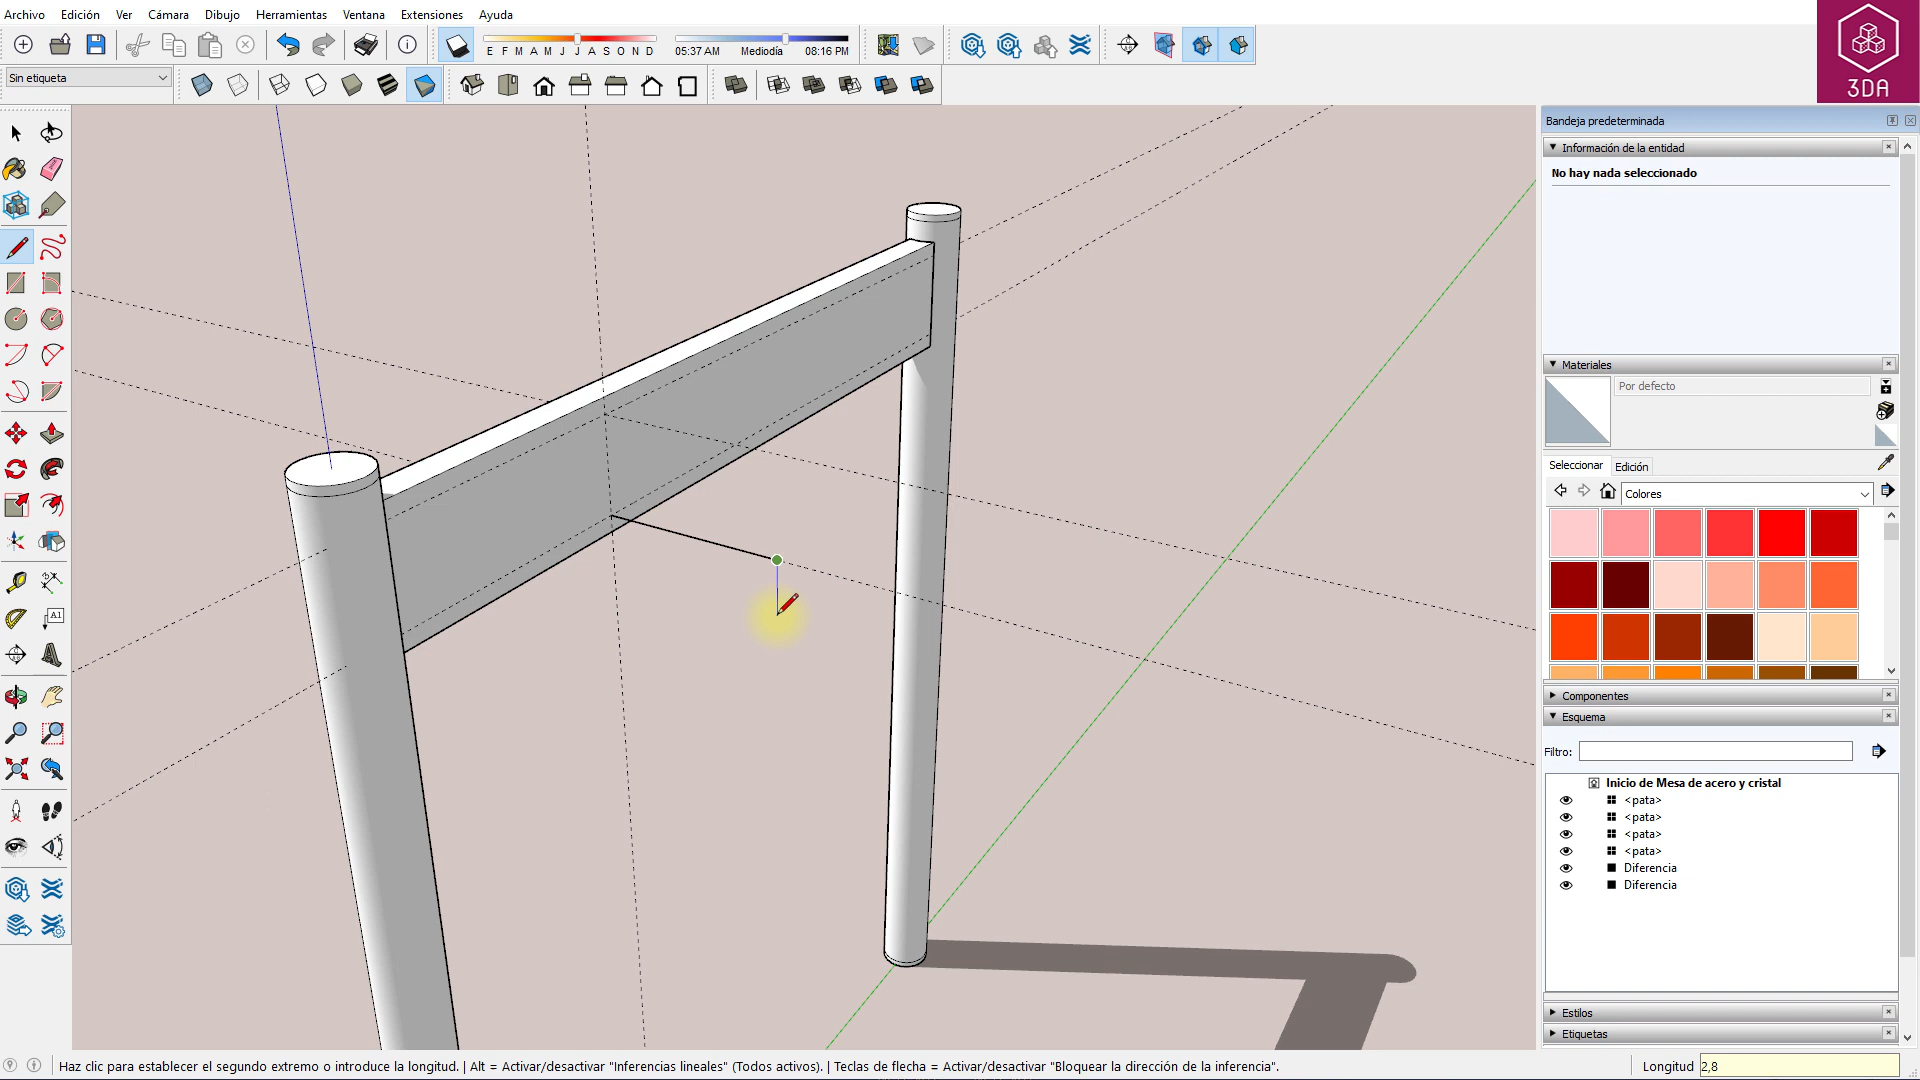 Archivo Edición Ver Cámara Dibujo Herramientas Ventana Extensiones Ayuda
E F M A M J J A S O N D 05:37 AM Mediodía 08:16 PM
3DA
Sin etiqueta
Bandeja predeterminada
Información de la entidad
No hay nada seleccionado
Materiales
Por defecto
Seleccionar Edición
Colores
A1
Componentes
Esquema
Filtro:
Inicio de Mesa de acero y cristal
<pata>
<pata>
<pata>
<pata>
Diferencia
Diferencia
Estilos
Etiquetas
Haz clic para establecer el segundo extremo o introduce la longitud. | Alt = Activar/desactivar "Inferencias lineales" (Todos activos). | Teclas de flecha = Activar/desactivar "Bloquear la dirección de la inferencia".
Longitud 2,8